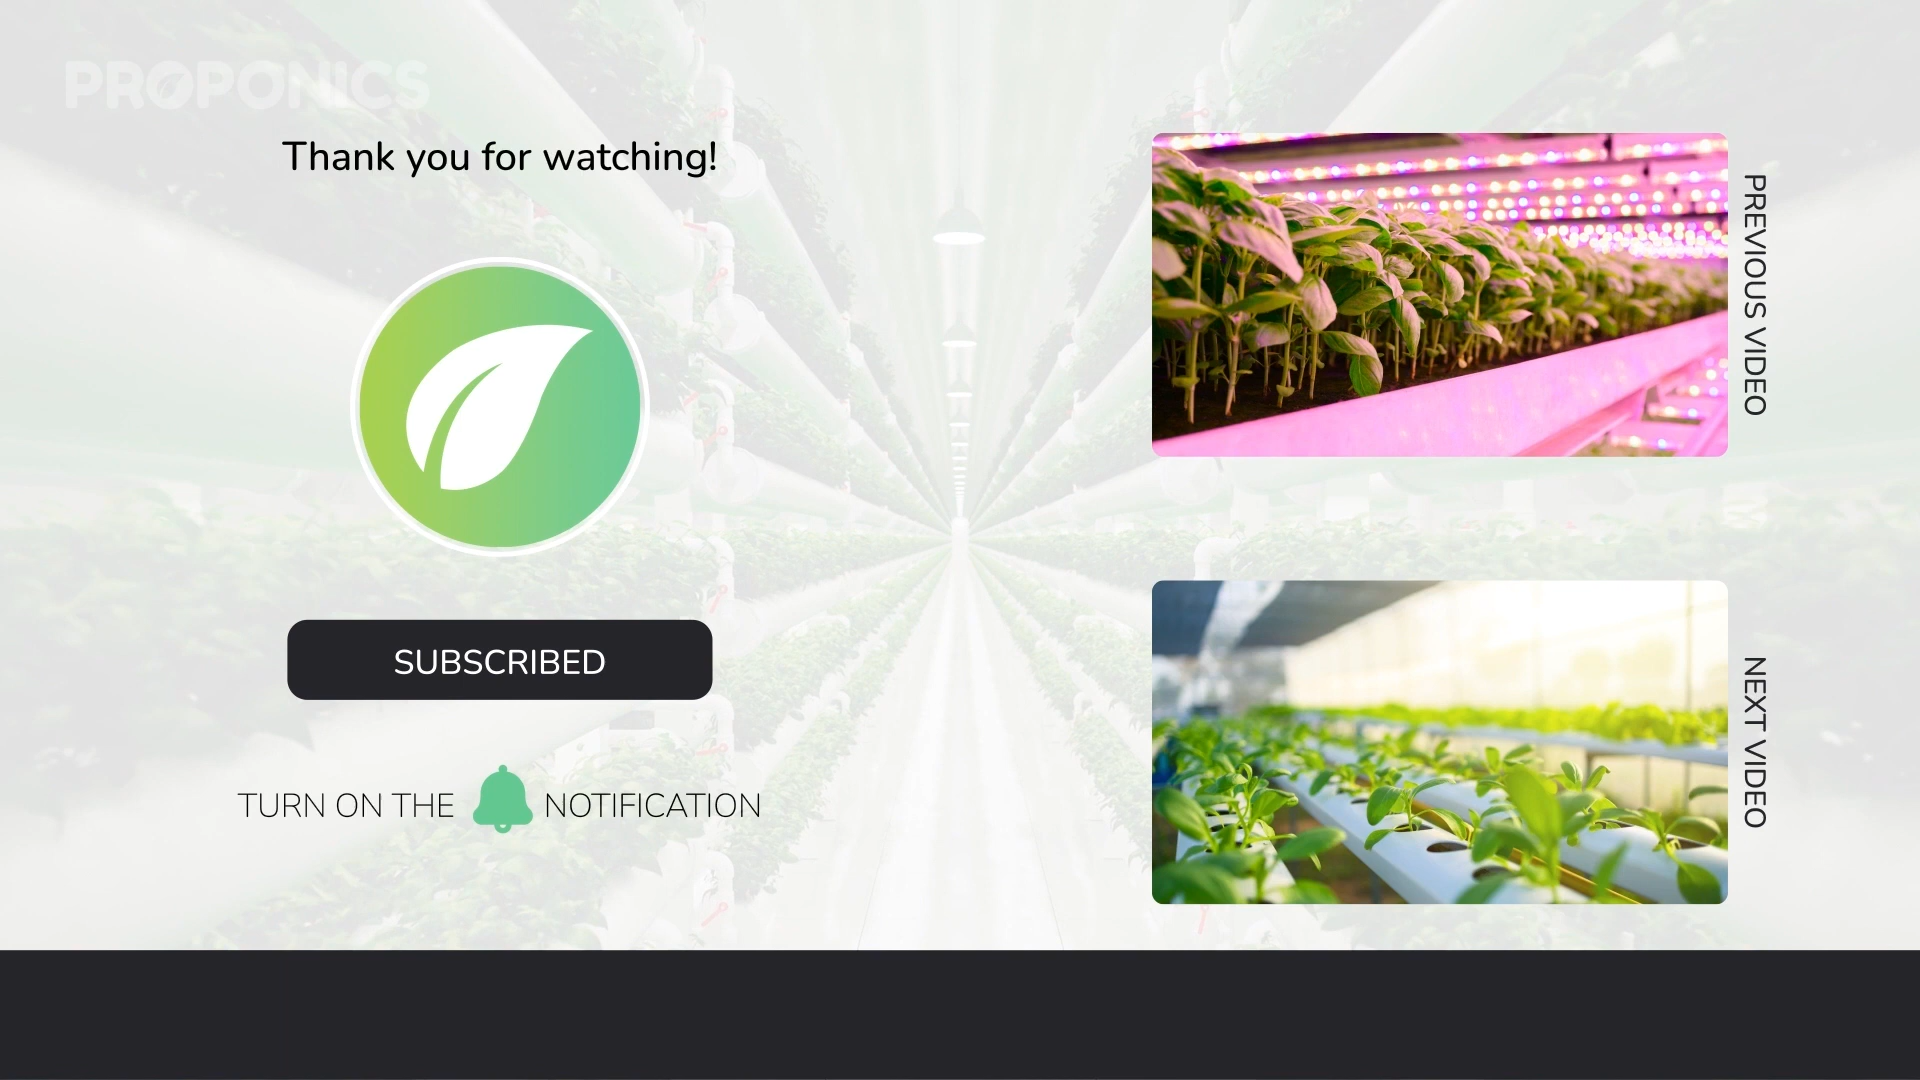 PROPONICS
Thank you for watching!
SUBSCRIBED
TURN ON THE NOTIFICATION
PREVIOUS VIDEO
NEXT VIDEO